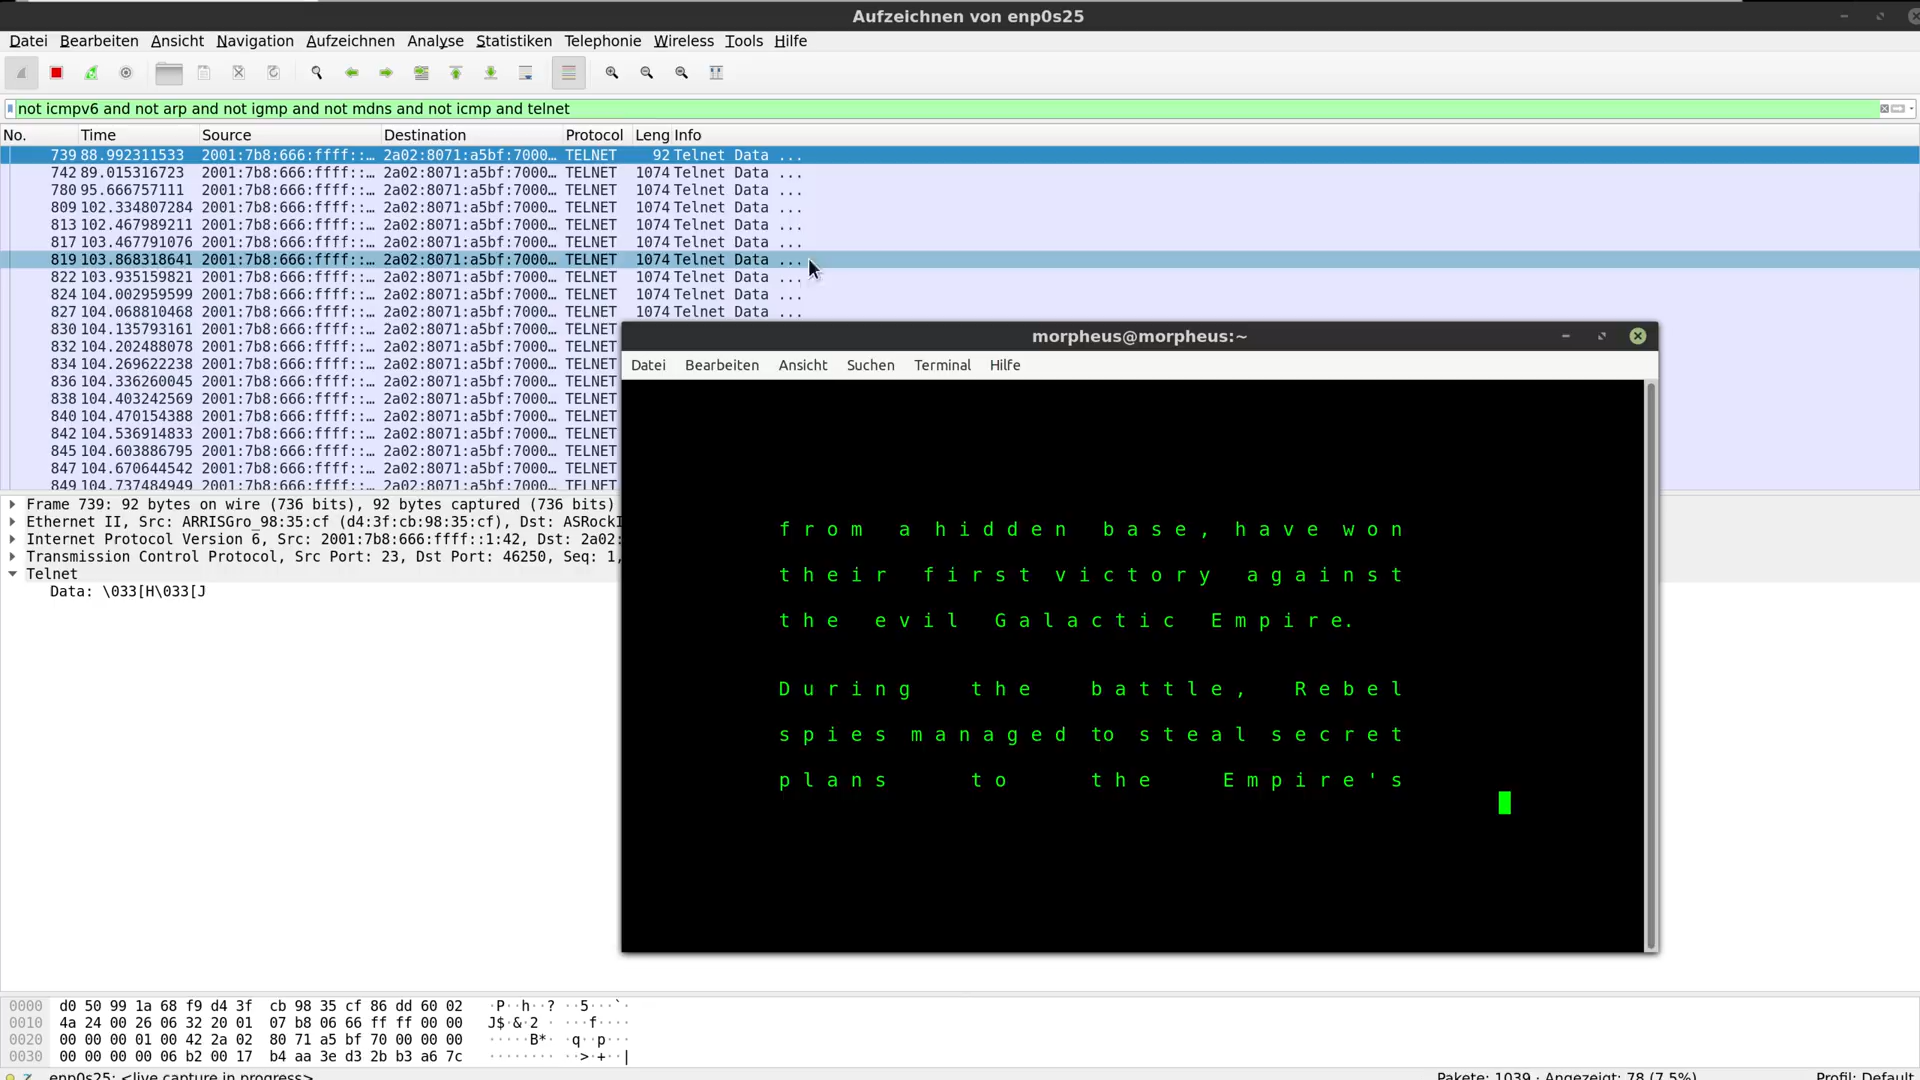 Aufzeichnen von enp0s25
Datei Bearbeiten Ansicht Navigation Aufzeichnen Analyse Statistiken Telephonie Wireless Tools Hilfe
not icmpv6 and not arp and not igmp and not mdns and not icmp and telnet
No. Time Source Destination Protocol Leng Info
739 88.992311533 2001:7b8:666:ffff::… 2a02:8071:a5bf:7000… TELNET 92 Telnet Data ...
742 89.015316723 2001:7b8:666:ffff::… 2a02:8071:a5bf:7000… TELNET 1074 Telnet Data ...
780 95.666757111 2001:7b8:666:ffff::… 2a02:8071:a5bf:7000… TELNET 1074 Telnet Data ...
809 102.334807284 2001:7b8:666:ffff::… 2a02:8071:a5bf:7000… TELNET 1074 Telnet Data ...
813 102.467989211 2001:7b8:666:ffff::… 2a02:8071:a5bf:7000… TELNET 1074 Telnet Data ...
817 103.467791076 2001:7b8:666:ffff::… 2a02:8071:a5bf:7000… TELNET 1074 Telnet Data ...
819 103.868318641 2001:7b8:666:ffff::… 2a02:8071:a5bf:7000… TELNET 1074 Telnet Data ...
822 103.935159821 2001:7b8:666:ffff::… 2a02:8071:a5bf:7000… TELNET 1074 Telnet Data ...
824 104.002959599 2001:7b8:666:ffff::… 2a02:8071:a5bf:7000… TELNET 1074 Telnet Data ...
827 104.068810468 2001:7b8:666:ffff::… 2a02:8071:a5bf:7000… TELNET 1074 Telnet Data ...
830 104.135793161 2001:7b8:666:ffff::… 2a02:8071:a5bf:7000… TELNET
832 104.202488078 2001:7b8:666:ffff::… 2a02:8071:a5bf:7000… TELNET
834 104.269622238 2001:7b8:666:ffff::… 2a02:8071:a5bf:7000… TELNET
836 104.336260045 2001:7b8:666:ffff::… 2a02:8071:a5bf:7000… TELNET
838 104.403242569 2001:7b8:666:ffff::… 2a02:8071:a5bf:7000… TELNET
840 104.470154388 2001:7b8:666:ffff::… 2a02:8071:a5bf:7000… TELNET
842 104.536914833 2001:7b8:666:ffff::… 2a02:8071:a5bf:7000… TELNET
845 104.603886795 2001:7b8:666:ffff::… 2a02:8071:a5bf:7000… TELNET
847 104.670644542 2001:7b8:666:ffff::… 2a02:8071:a5bf:7000… TELNET
849 104.737484949 2001:7b8:666:ffff::… 2a02:8071:a5bf:7000… TELNET
Frame 739: 92 bytes on wire (736 bits), 92 bytes captured (736 bits)
Ethernet II, Src: ARRISGro_98:35:cf (d4:3f:cb:98:35:cf), Dst: ASRockI
Internet Protocol Version 6, Src: 2001:7b8:666:ffff::1:42, Dst: 2a02:
Transmission Control Protocol, Src Port: 23, Dst Port: 46250, Seq: 1,
Telnet
Data: \033[H\033[J
morpheus@morpheus:~
Datei Bearbeiten Ansicht Suchen Terminal Hilfe
from a hidden base, have won
their first victory against
the evil Galactic Empire.
During the battle, Rebel
spies managed to steal secret
plans to the Empire's
0000 d0 50 99 1a 68 f9 d4 3f cb 98 35 cf 86 dd 60 02 ·P··h··? ··5···`·
0010 4a 24 00 26 06 32 20 01 07 b8 06 66 ff ff 00 00 J$·&·2 · ···f····
0020 00 00 00 01 00 42 2a 02 80 71 a5 bf 70 00 00 00 ·····B*· ·q··p···
0030 00 00 00 00 06 b2 00 17 b4 aa 3e d3 2b b3 a6 7c ········ ··>·+··|
enp0s25: <live capture in progress> Pakete: 1039 · Angezeigt: 78 (7.5%) Profil: Default